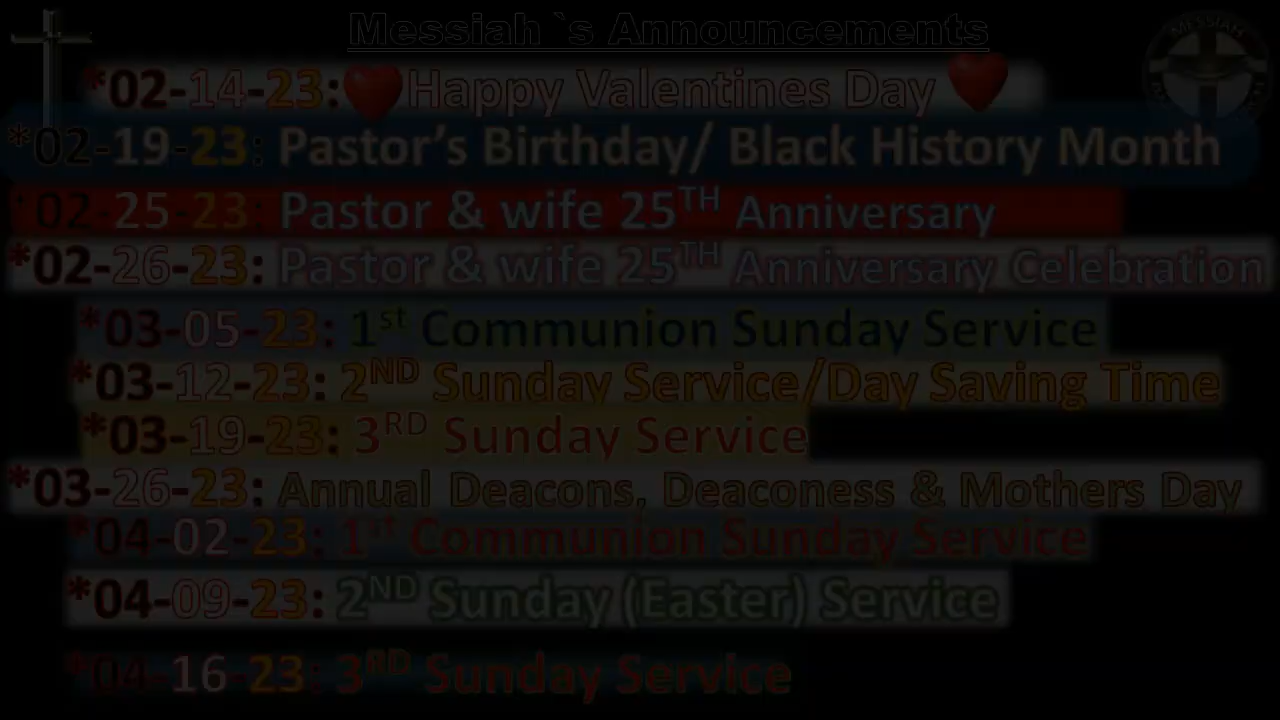 Messiah `s Announcements
*02-14-23: Happy Valentines Day
*02-19-23: Pastor’s Birthday/ Black History Month
*02-25-23: Pastor & wife 25TH Anniversary
*02-26-23: Pastor & wife 25TH Anniversary Celebration
*03-05-23: 1st Communion Sunday Service
*03-12-23: 2ND Sunday Service/Day Saving Time
*03-19-23: 3RD Sunday Service
*03-26-23: Annual Deacons, Deaconess & Mothers Day
*04-02-23: 1st Communion Sunday Service
*04-09-23: 2ND Sunday (Easter) Service
*04-16-23: 3RD Sunday Service
MESSIAH